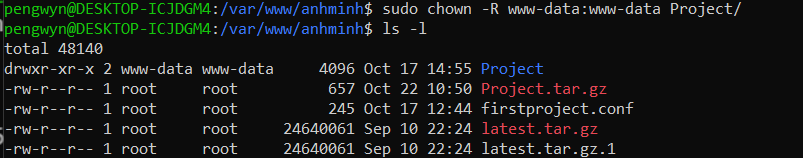 pengwyn@DESKTOP-ICJDGM4:/var/www/anhminh$ sudo chown -R www-data:www-data Project/
pengwyn@DESKTOP-ICJDGM4:/var/www/anhminh$ ls -l
total 48140
drwxr-xr-x 2 www-data www-data     4096 Oct 17 14:55 Project
-rw-r--r-- 1 root     root          657 Oct 22 10:50 Project.tar.gz
-rw-r--r-- 1 root     root          245 Oct 17 12:44 firstproject.conf
-rw-r--r-- 1 root     root     24640061 Sep 10 22:24 latest.tar.gz
-rw-r--r-- 1 root     root     24640061 Sep 10 22:24 latest.tar.gz.1